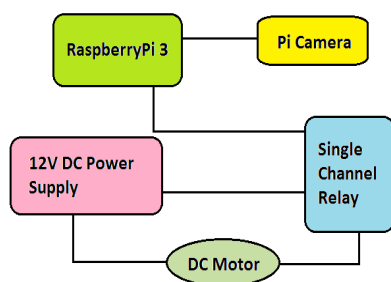 RaspberryPi 3
Pi Camera
12V DC Power
Supply
Single
Channel
Relay
DC Motor